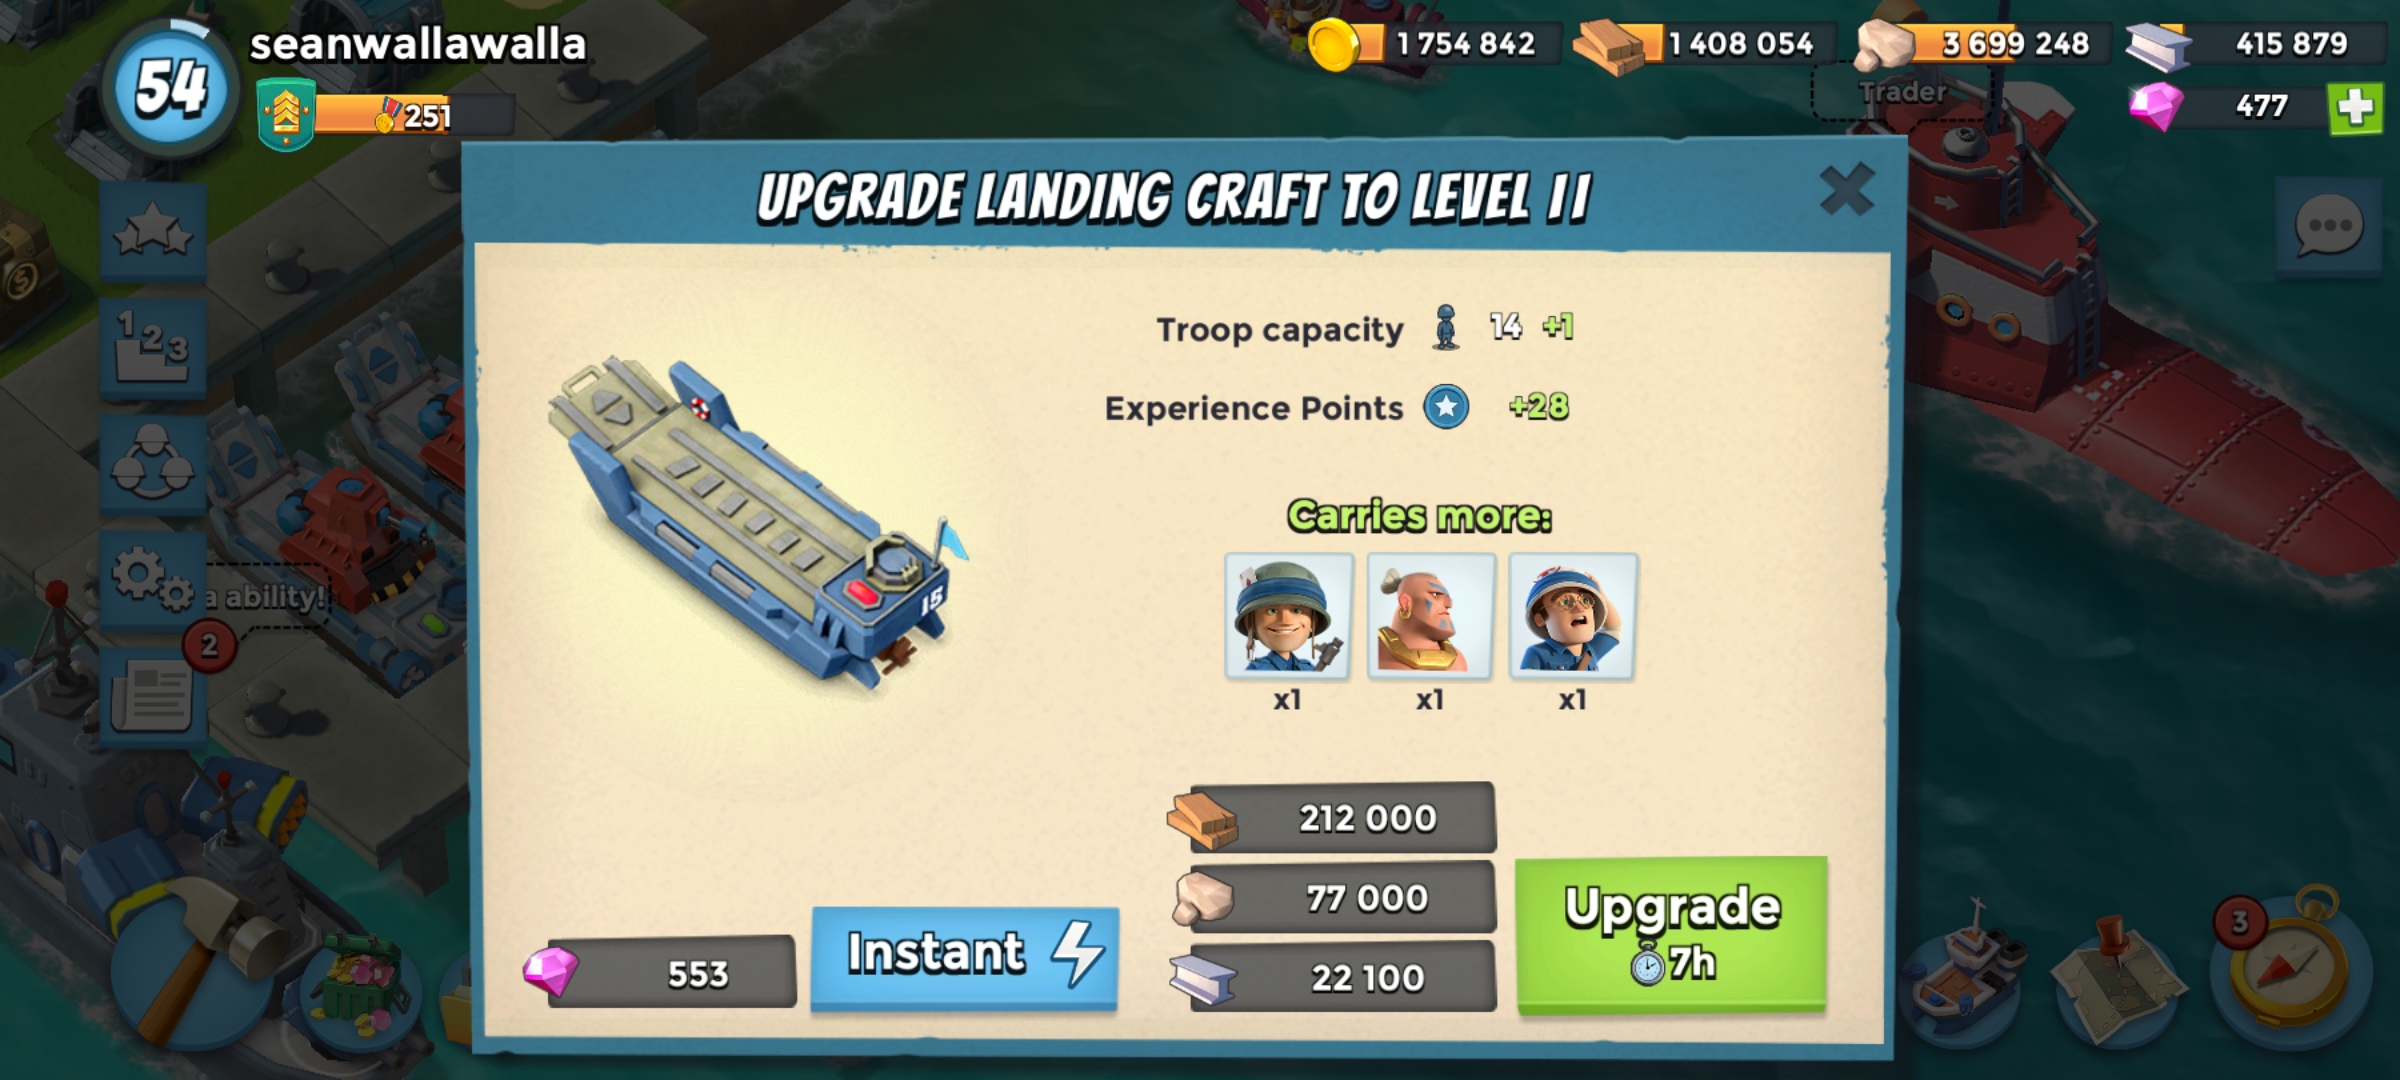 54
seanwallawalla
251
1 754 842
1 408 054
3 699 248
415 879
Trader
477
UPGRADE LANDING CRAFT TO LEVEL 11
Troop capacity 14 +1
Experience Points +28
123
Carries more:
a ability!
2
15
x1 x1 x1
212 000
77 000
22 100
553
Instant
Upgrade
7h
3